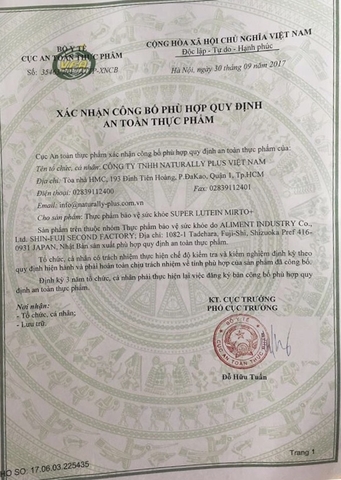 BỘ Y TẾ
CỤC AN TOÀN THỰC PHẨM
CỘNG HÒA XÃ HỘI CHỦ NGHĨA VIỆT NAM
Độc lập - Tự do - Hạnh phúc
Số:
Hà Nội, ngày 30 tháng 09 năm 2017
XÁC NHẬN CÔNG BỐ PHÙ HỢP QUY ĐỊNH
AN TOÀN THỰC PHẨM
Cục An toàn thực phẩm xác nhận công bố phù hợp quy định an toàn thực phẩm của:
Tên tổ chức, cá nhân: CÔNG TY TNHH NATURALLY PLUS VIỆT NAM
Địa chỉ: Tòa nhà HMC, 193 Đinh Tiên Hoàng, P.ĐaKao, Quận 1, Tp.HCM
Điện thoại: 02839112400 Fax: 02839112401
Email: info@naturally-plus.com.vn
Cho sản phẩm: Thực phẩm bảo vệ sức khỏe SUPER LUTEIN MIRTO+
Sản phẩm trên thuộc nhóm Thực phẩm bảo vệ sức khỏe do ALIMENT INDUSTRY Co.,
Ltd. SHIN-FUJI SECOND FACTORY; Địa chỉ: 1082-1 Tadehara, Fuji-Shi, Shizuoka Pref 416-
0931 JAPAN, Nhật Bản sản xuất phù hợp quy định an toàn thực phẩm.
Tổ chức, cá nhân có trách nhiệm thực hiện chế độ kiểm tra và kiểm nghiệm định kỳ theo
quy định hiện hành và phải hoàn toàn chịu trách nhiệm về tính phù hợp của sản phẩm đã công bố.
Định kỳ 3 năm tổ chức, cá nhân phải thực hiện lại việc đăng ký bản công bố phù hợp quy
định an toàn thực phẩm.
Nơi nhận:
- Tổ chức, cá nhân;
- Lưu trữ.
KT. CỤC TRƯỞNG
PHÓ CỤC TRƯỞNG
Đỗ Hữu Tuấn
Trang 1
HO SO: 17.06.03.225435